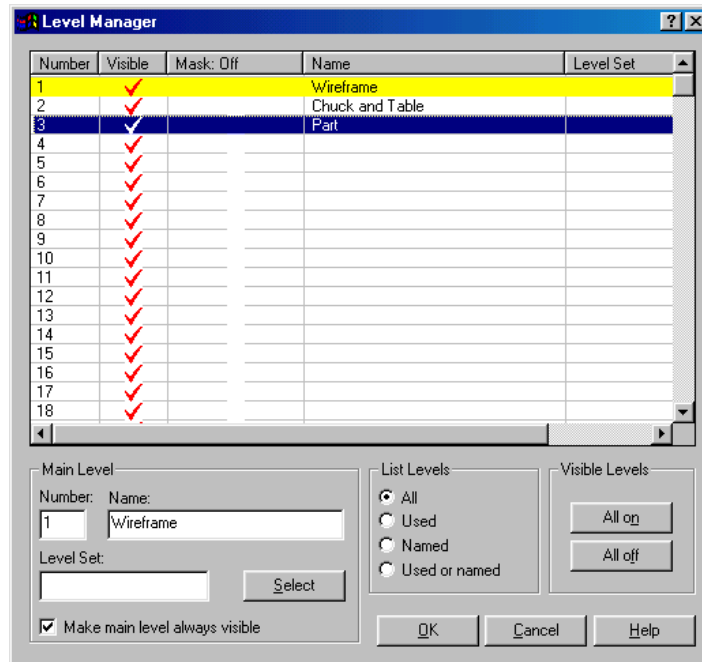 Level Manager
Number Visible Mask: Off Name Level Set
1 Wireframe
2 Chuck and Table
3 Part
4
5
6
7
8
9
10
11
12
13
14
15
16
17
18
Main Level
Number: Name:
1 Wireframe
Level Set:
Select
Make main level always visible
List Levels
All
Used
Named
Used or named
Visible Levels
All on
All off
OK Cancel Help